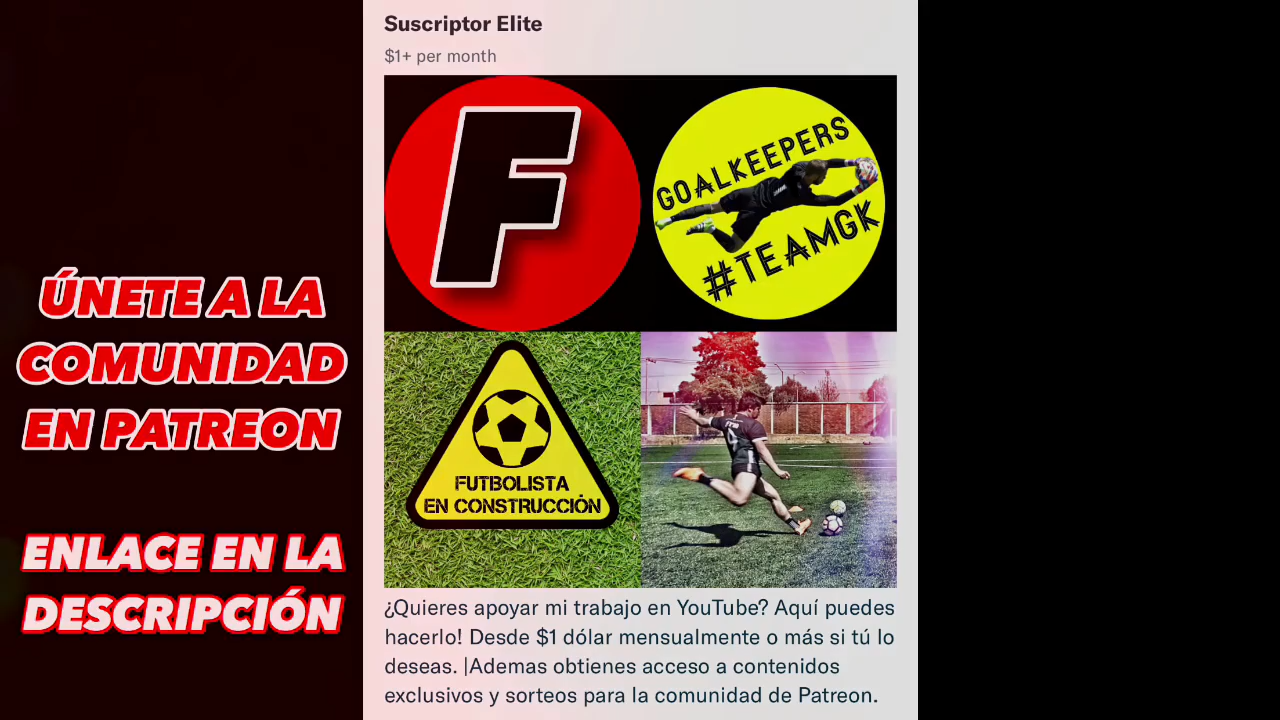 ÚNETE A LA
COMUNIDAD
EN PATREON
ENLACE EN LA
DESCRIPCIÓN
Suscriptor Elite
$1+ per month
F
GOALKEEPERS
#TEAMGK
FUTBOLISTA
EN CONSTRUCCIÓN
¿Quieres apoyar mi trabajo en YouTube? Aquí puedes
hacerlo! Desde $1 dólar mensualmente o más si tú lo
deseas. |Ademas obtienes acceso a contenidos
exclusivos y sorteos para la comunidad de Patreon.